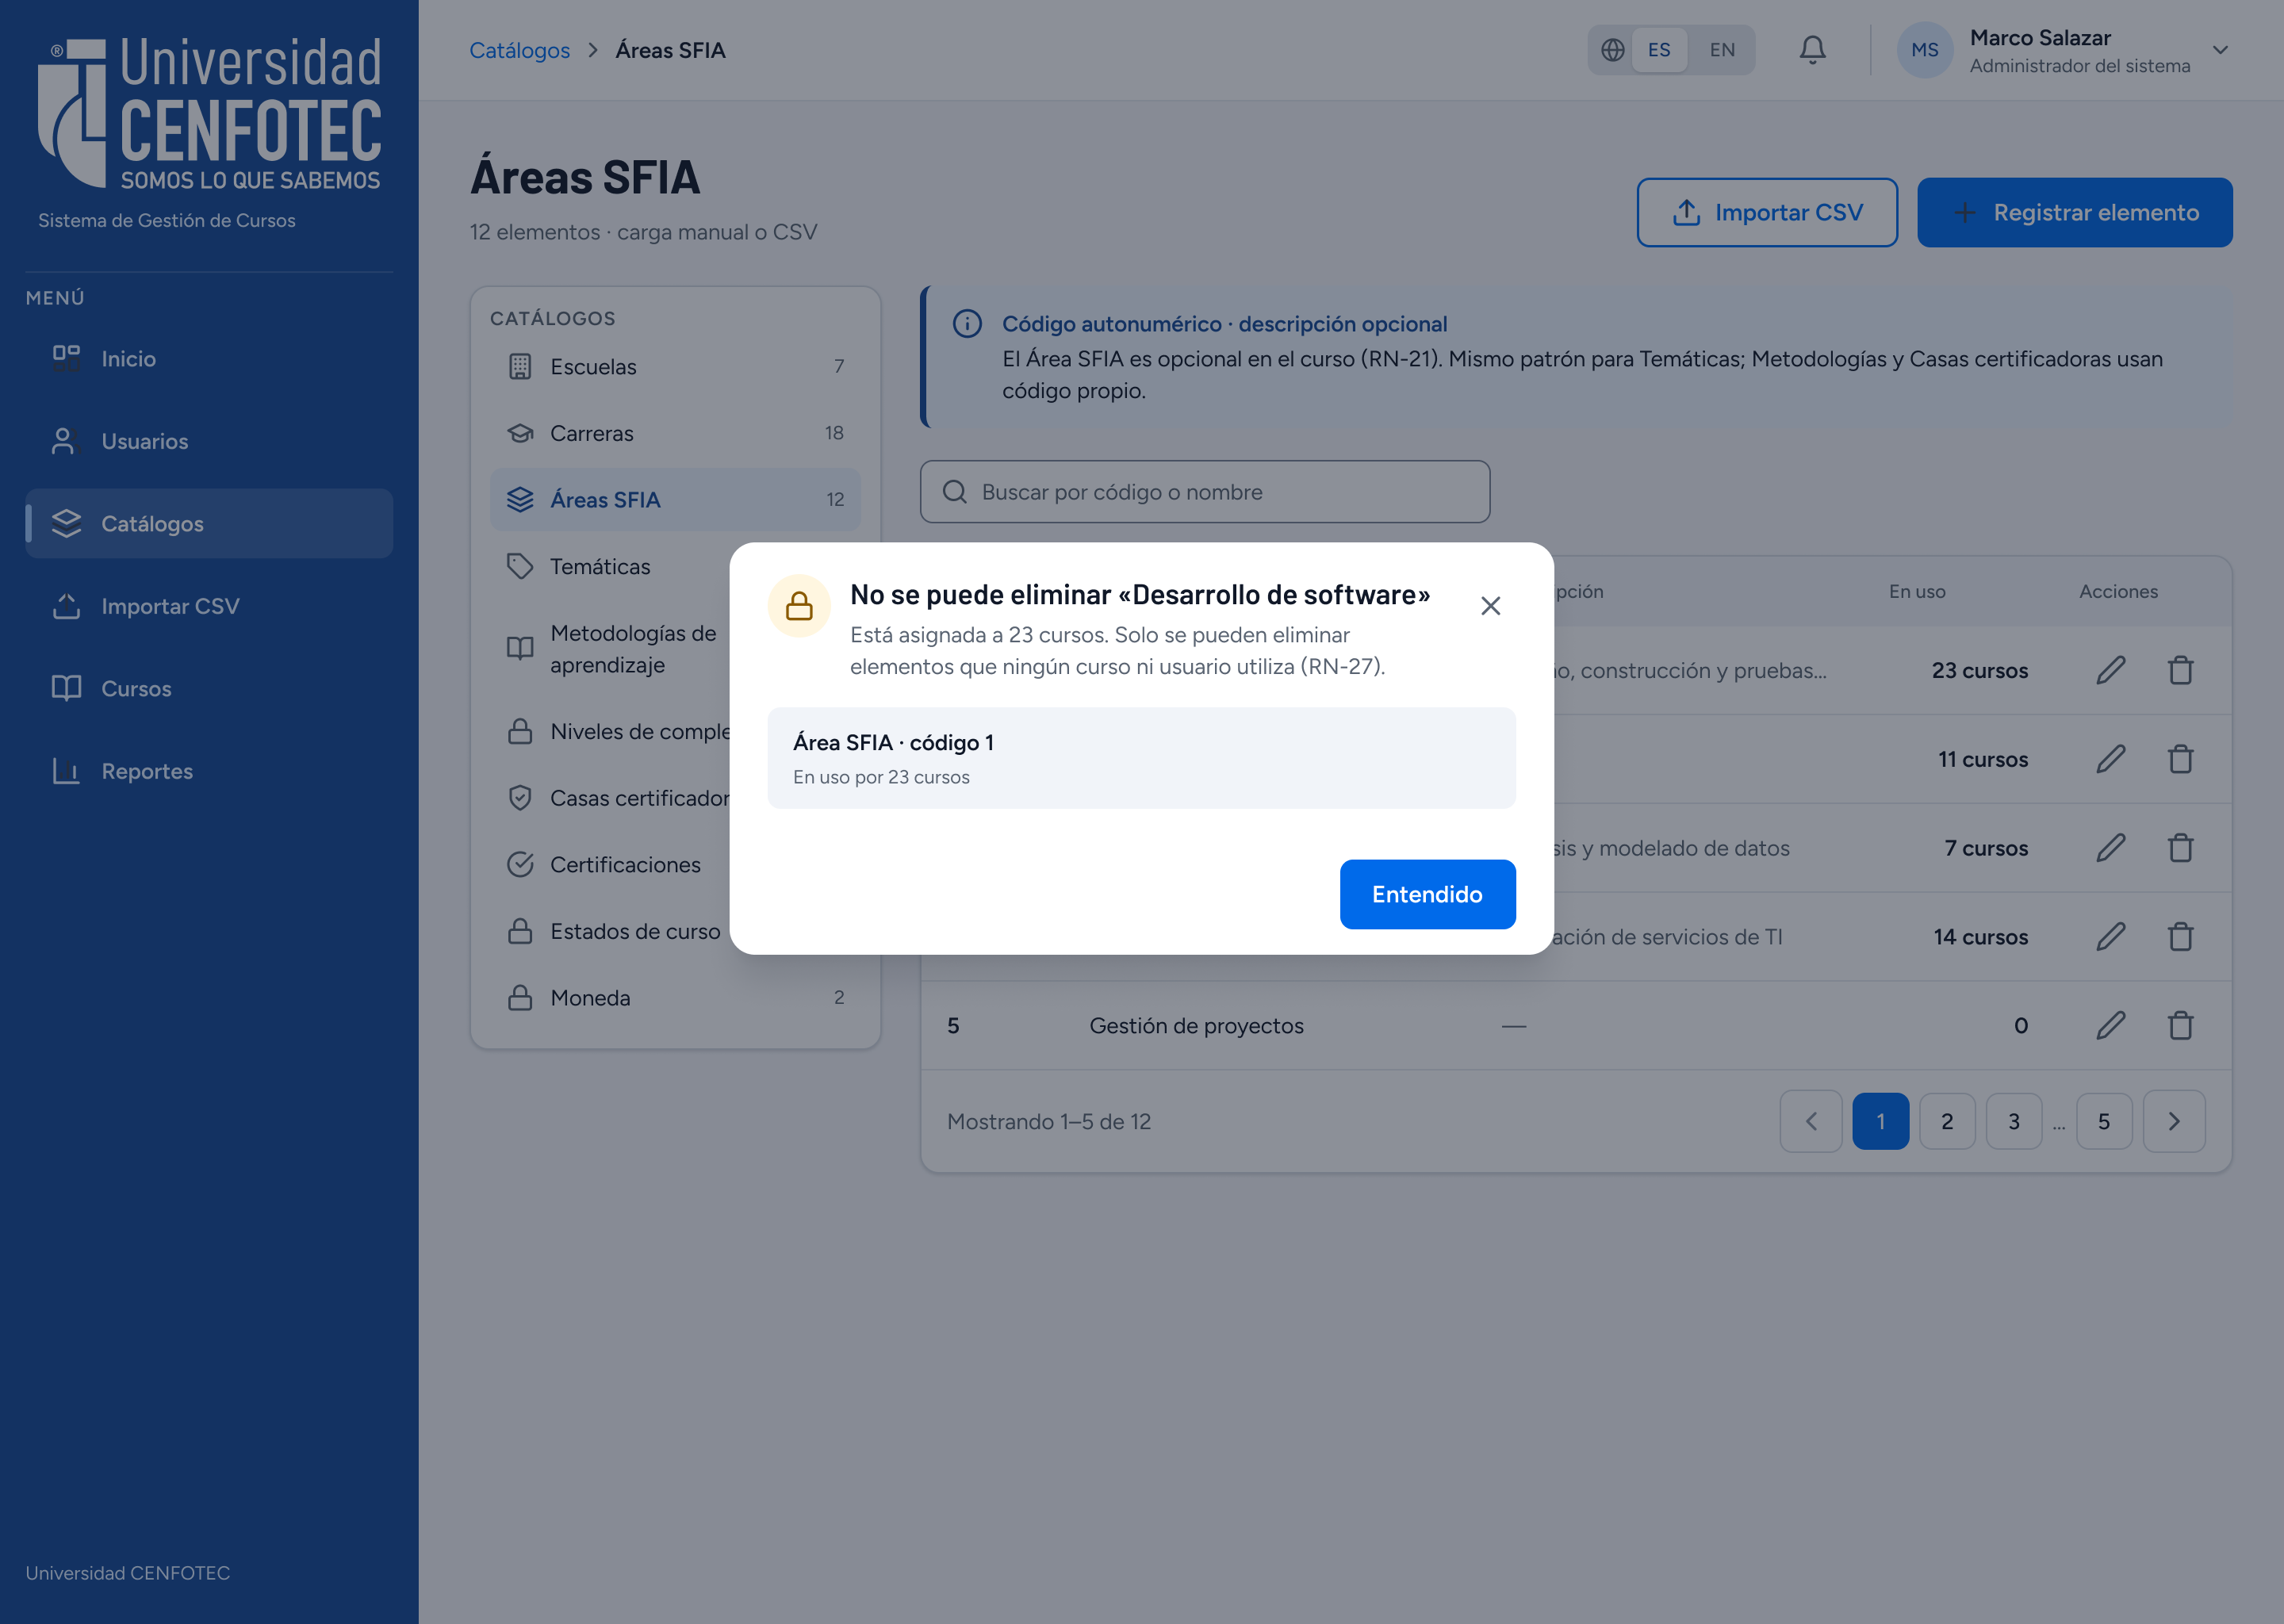 ®
Universidad
CENFOTEC
SOMOS LO QUE SABEMOS
Sistema de Gestión de Cursos
MENÚ
Inicio
Usuarios
Catálogos
Importar CSV
Cursos
Reportes
Universidad CENFOTEC
Catálogos > Áreas SFIA
ES EN
MS
Marco Salazar
Administrador del sistema
Áreas SFIA
12 elementos · carga manual o CSV
Importar CSV
Registrar elemento
CATÁLOGOS
Escuelas 7
Carreras 18
Áreas SFIA 12
Temáticas
Metodologías de
aprendizaje
Niveles de comple
Casas certificador
Certificaciones
Estados de curso
Moneda 2
Código autonumérico · descripción opcional
El Área SFIA es opcional en el curso (RN-21). Mismo patrón para Temáticas; Metodologías y Casas certificadoras usan
código propio.
Buscar por código o nombre
pción En uso Acciones
o, construcción y pruebas... 23 cursos
11 cursos
sis y modelado de datos 7 cursos
ación de servicios de TI 14 cursos
5 Gestión de proyectos — 0
Mostrando 1–5 de 12
1 2 3 ... 5
No se puede eliminar «Desarrollo de software»
Está asignada a 23 cursos. Solo se pueden eliminar
elementos que ningún curso ni usuario utiliza (RN-27).
Área SFIA · código 1
En uso por 23 cursos
Entendido